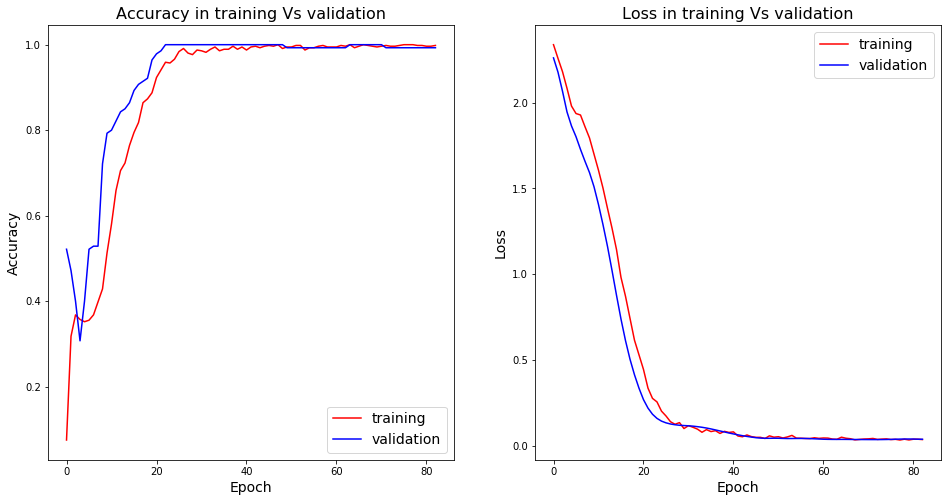 Accuracy in training Vs validation
1.0
0.8
0.6
0.4
0.2
Accuracy
0
20
40
60
80
Epoch
training
validation
Loss in training Vs validation
2.0
1.5
1.0
0.5
0.0
Loss
0
20
40
60
80
Epoch
training
validation